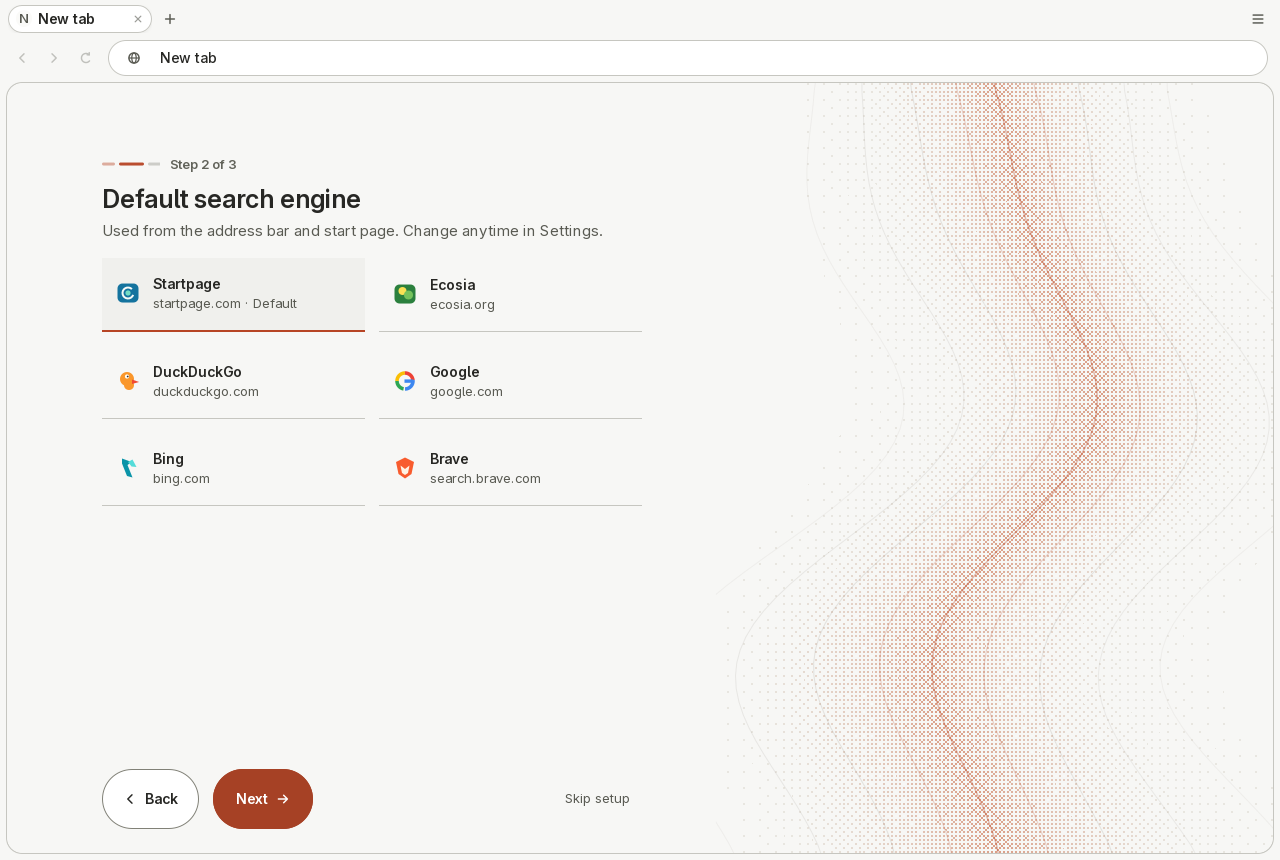 N New tab
New tab
Step 2 of 3
Default search engine
Used from the address bar and start page. Change anytime in Settings.
Startpage
startpage.com · Default
Ecosia
ecosia.org
DuckDuckGo
duckduckgo.com
Google
google.com
Bing
bing.com
Brave
search.brave.com
Back
Next
Skip setup